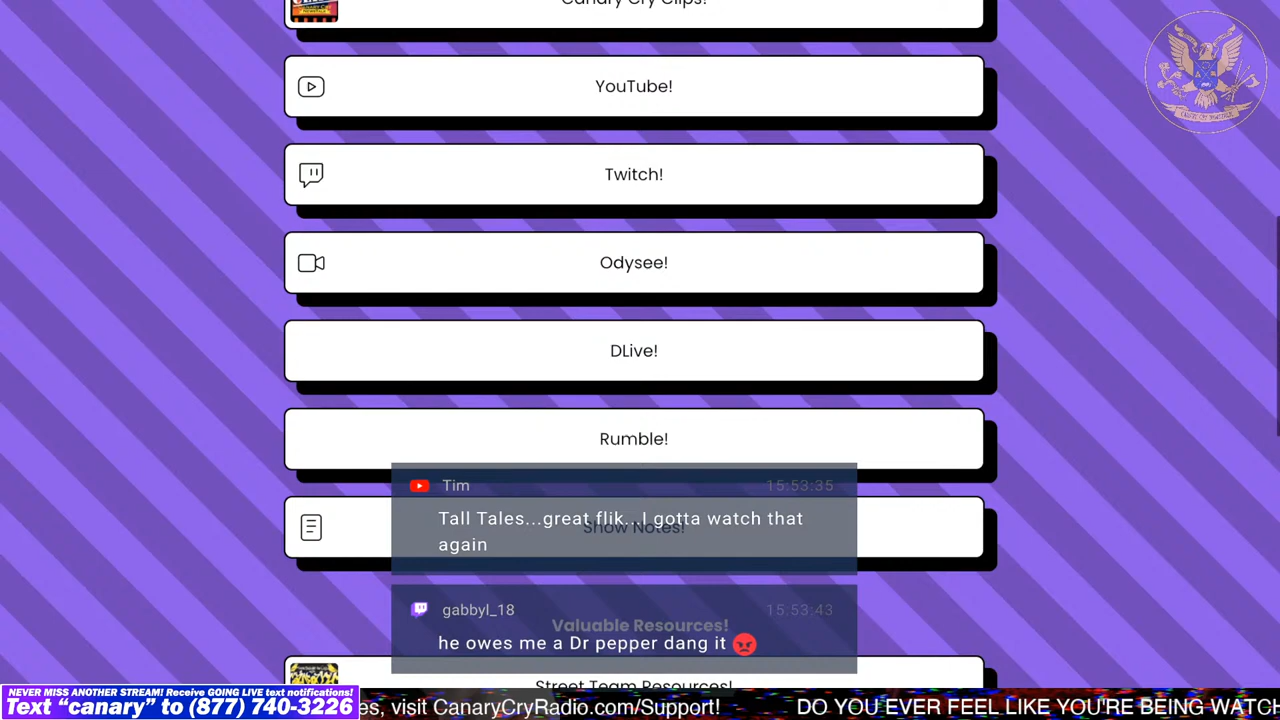 Canary Cry Clips!
YouTube!
Twitch!
Odysee!
DLive!
Rumble!
Tim 15:53:35
Tall Tales...great flik...I gotta watch that
again
Show Notes!
gabbyl_18 15:53:43
Valuable Resources!
he owes me a Dr pepper dang it
Street Team Resources!
NEVER MISS ANOTHER STREAM! Receive GOING LIVE text notifications!
Text “canary” to (877) 740-3226
es, visit CanaryCryRadio.com/Support! DO YOU EVER FEEL LIKE YOU'RE BEING WATCH